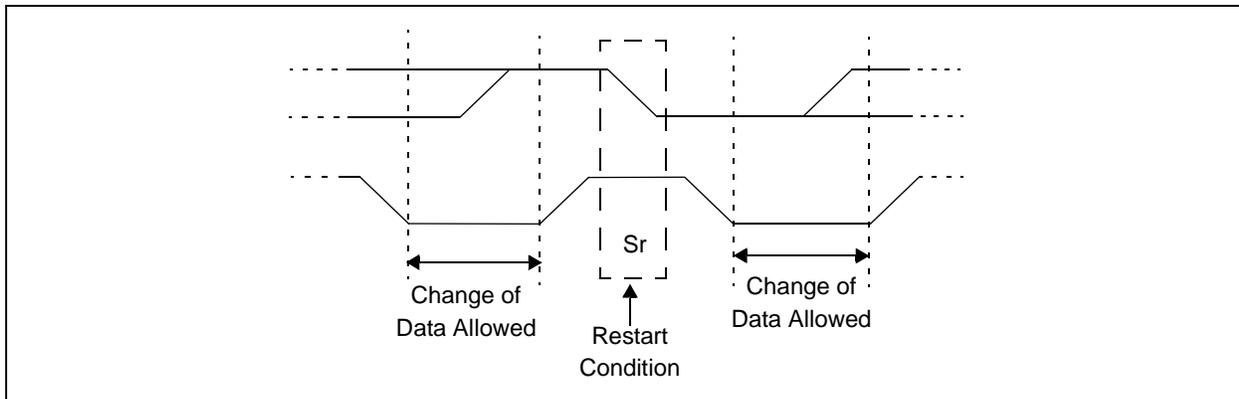 Sr
Change of
Data Allowed
Restart
Condition
Change of
Data Allowed